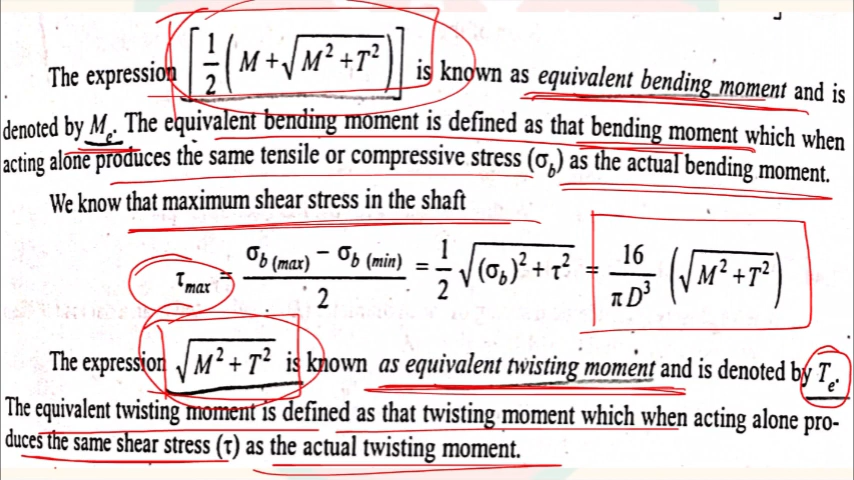 The expression [ 1/2 ( M + √(M² + T²) ) ] is known as equivalent bending moment and is
denoted by Mₑ. The equivalent bending moment is defined as that bending moment which when
acting alone produces the same tensile or compressive stress (σ_b) as the actual bending moment.
We know that maximum shear stress in the shaft
τ_max = (σ_b (max) − σ_b (min)) / 2 = 1/2 √((σ_b)² + τ²) = 16/(π D³) (√(M² + T²))
The expression √(M² + T²) is known as equivalent twisting moment and is denoted by Tₑ.
The equivalent twisting moment is defined as that twisting moment which when acting alone pro-
duces the same shear stress (τ) as the actual twisting moment.